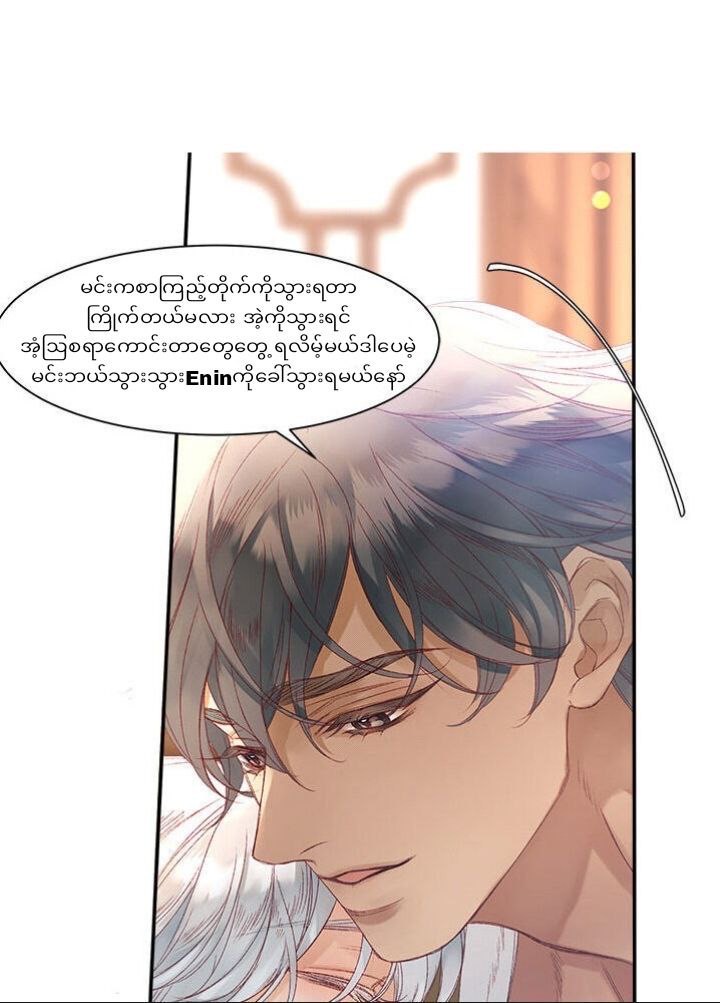 မင်းကစာကြည့်တိုက်ကိုသွားရတာ
ကြိုက်တယ်မလား အဲ့ကိုသွားရင်
အံ့ဩစရာကောင်းတာတွေတွေ့ရလိမ့်မယ်ဒါပေမဲ့
မင်းဘယ်သွားသွားEninကိုခေါ်သွားရမယ်နော်